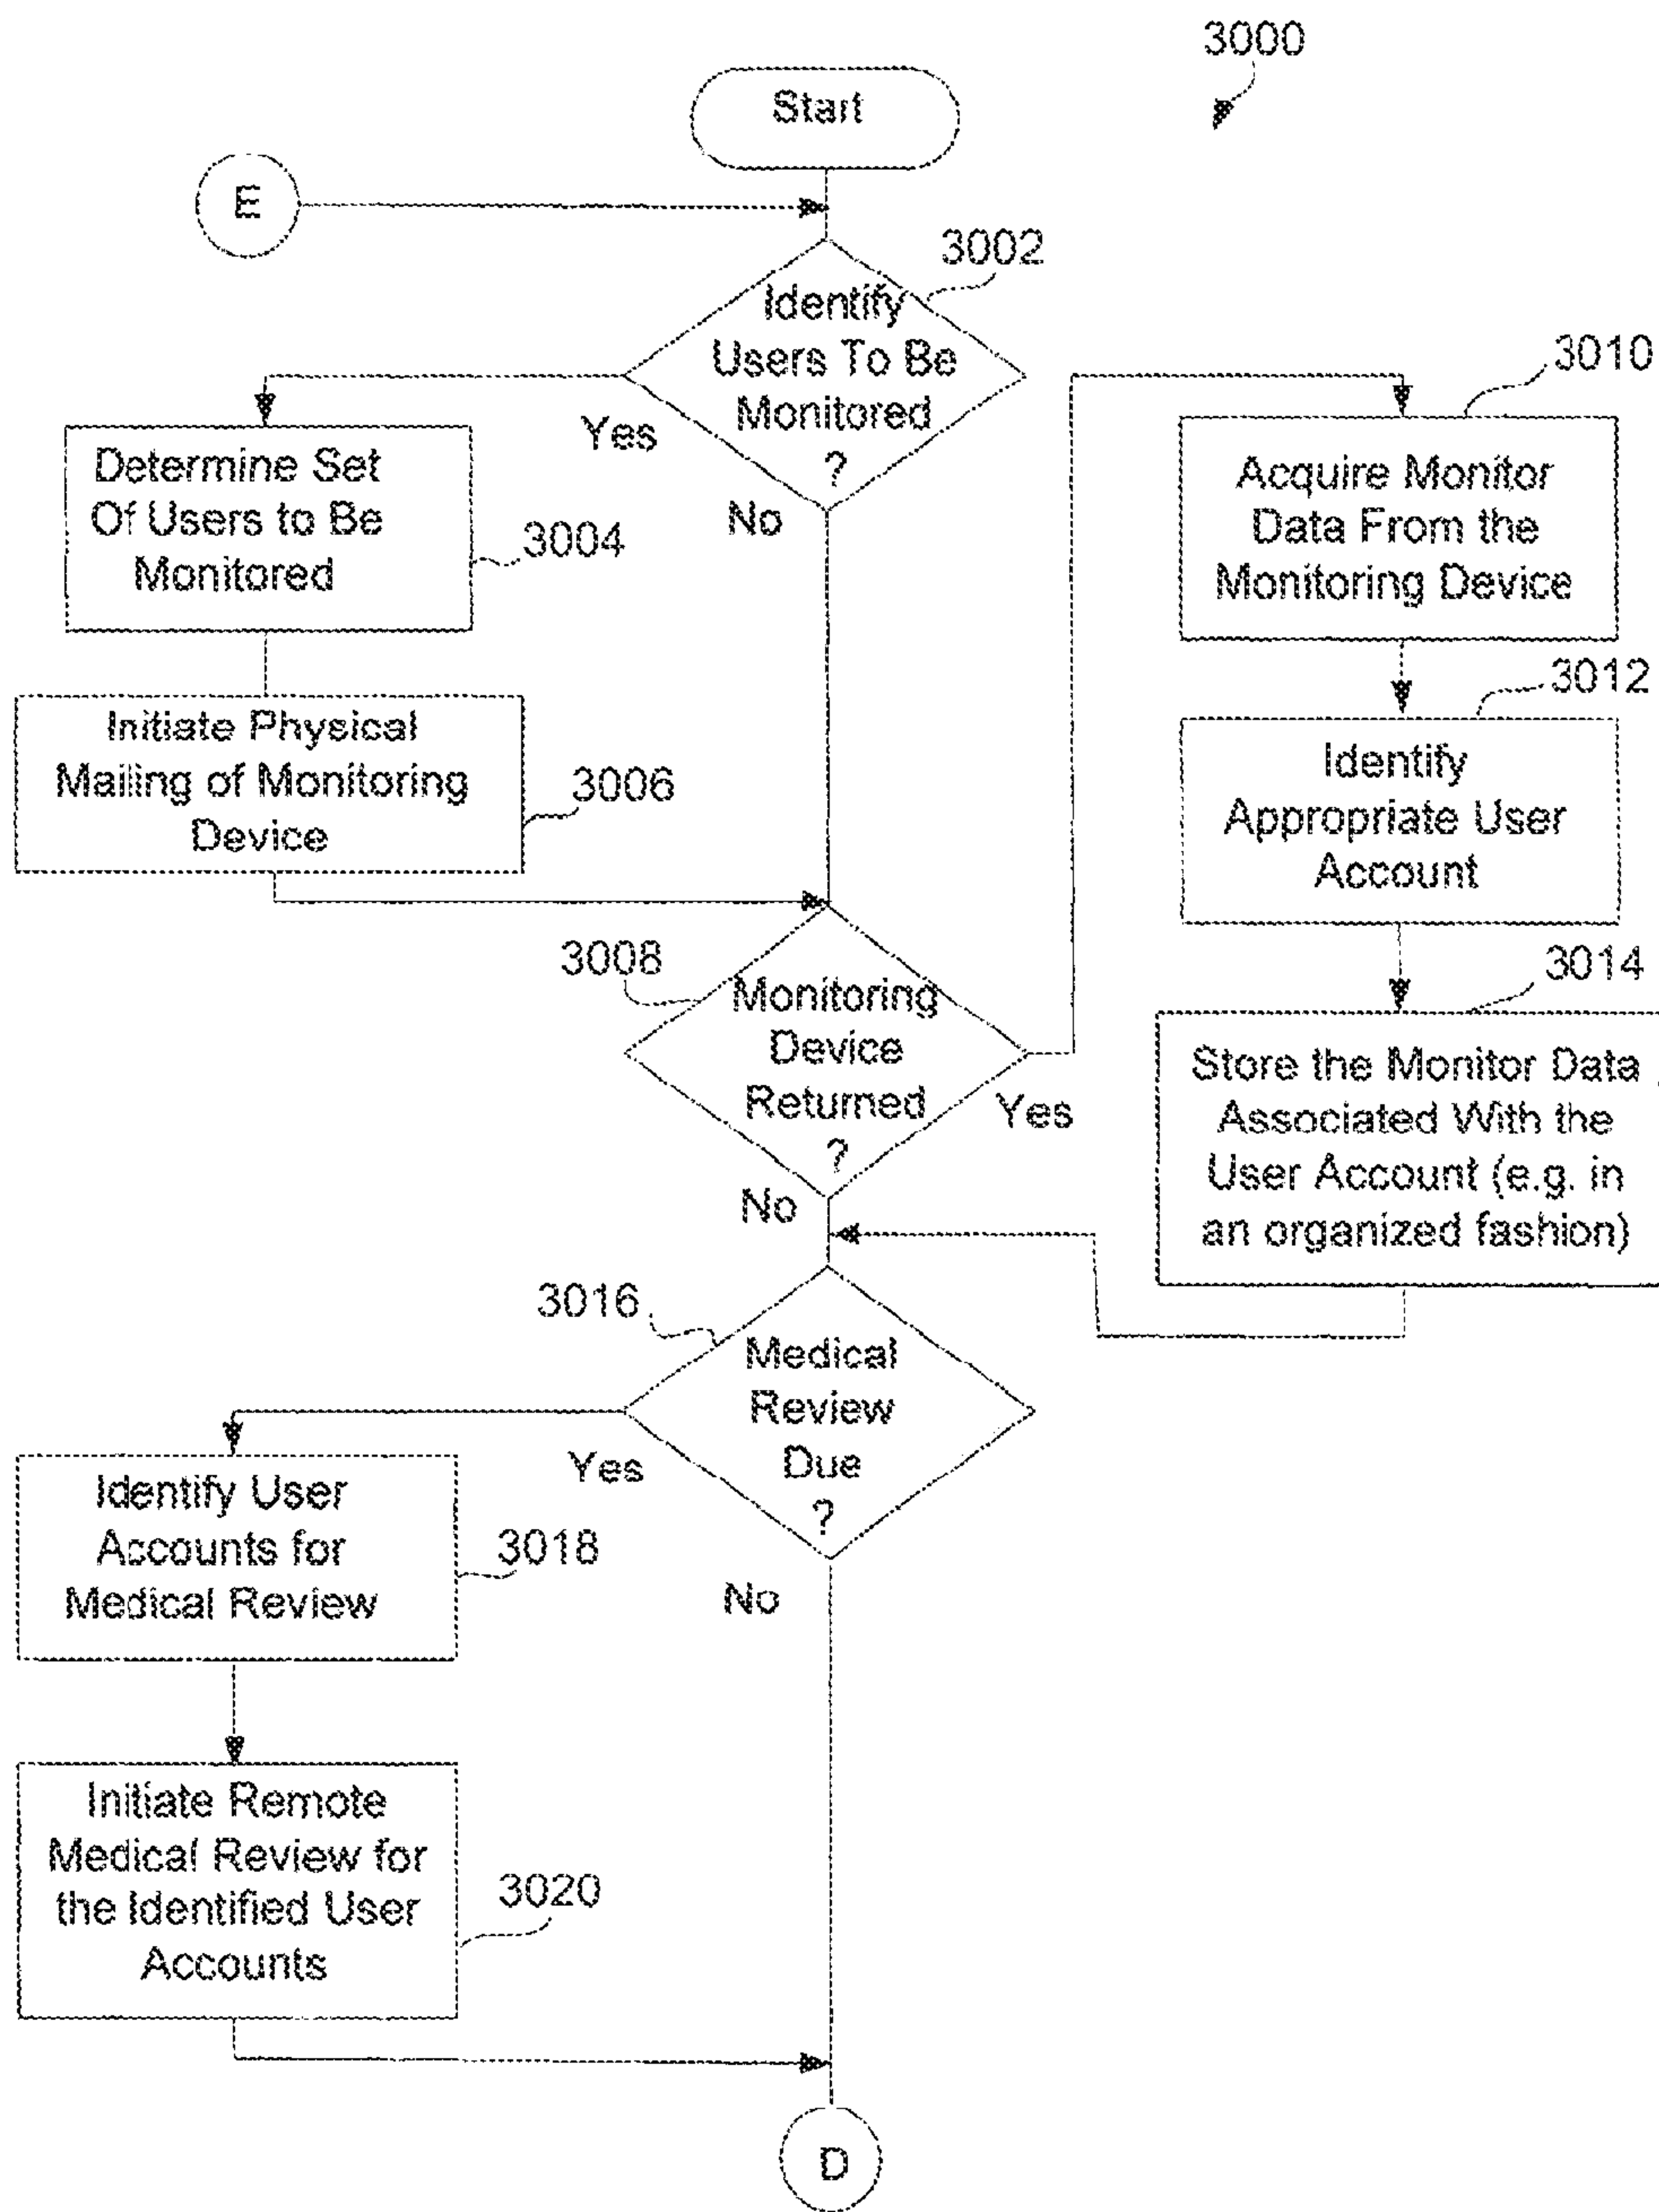 3000
Start
E
3002
Identify
Users To Be
Monitored
?
Yes
No
Determine Set
Of Users to Be
Monitored
3004
Initiate Physical
Mailing of Monitoring
Device
3006
3008
Monitoring
Device
Returned
?
Yes
No
3010
Acquire Monitor
Data From the
Monitoring Device
3012
Identify
Appropriate User
Account
3014
Store the Monitor Data
Associated With the
User Account (e.g. in
an organized fashion)
3016
Medical
Review
Due
?
Yes
No
Identify User
Accounts for
Medical Review
3018
Initiate Remote
Medical Review for
the Identified User
Accounts
3020
D